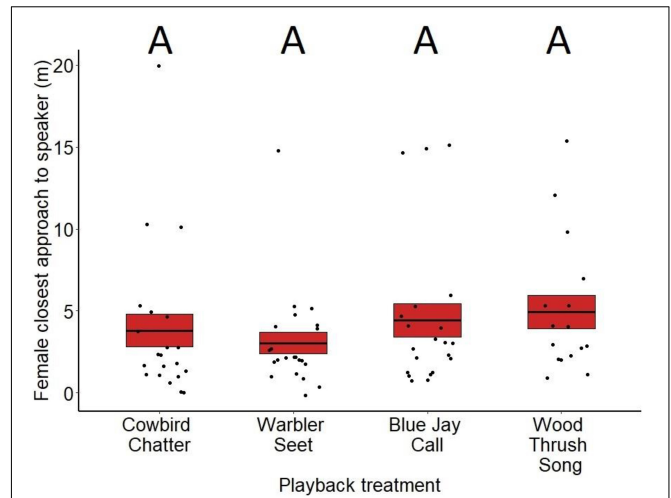 A A A A
Female closest approach to speaker (m)
20
15
10
5
0
Cowbird Chatter
Warbler Seet
Blue Jay Call
Wood Thrush Song
Playback treatment